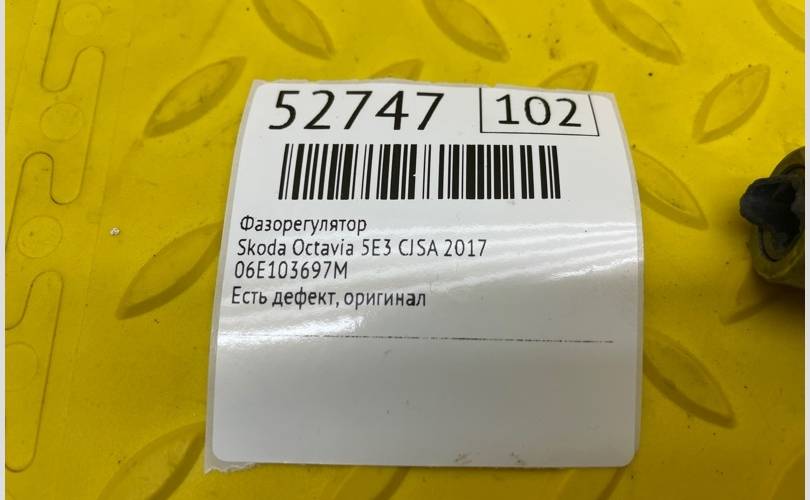 52747 102
Фазорегулятор
Skoda Octavia 5E3 CJSA 2017
06E103697M
Есть дефект, оригинал